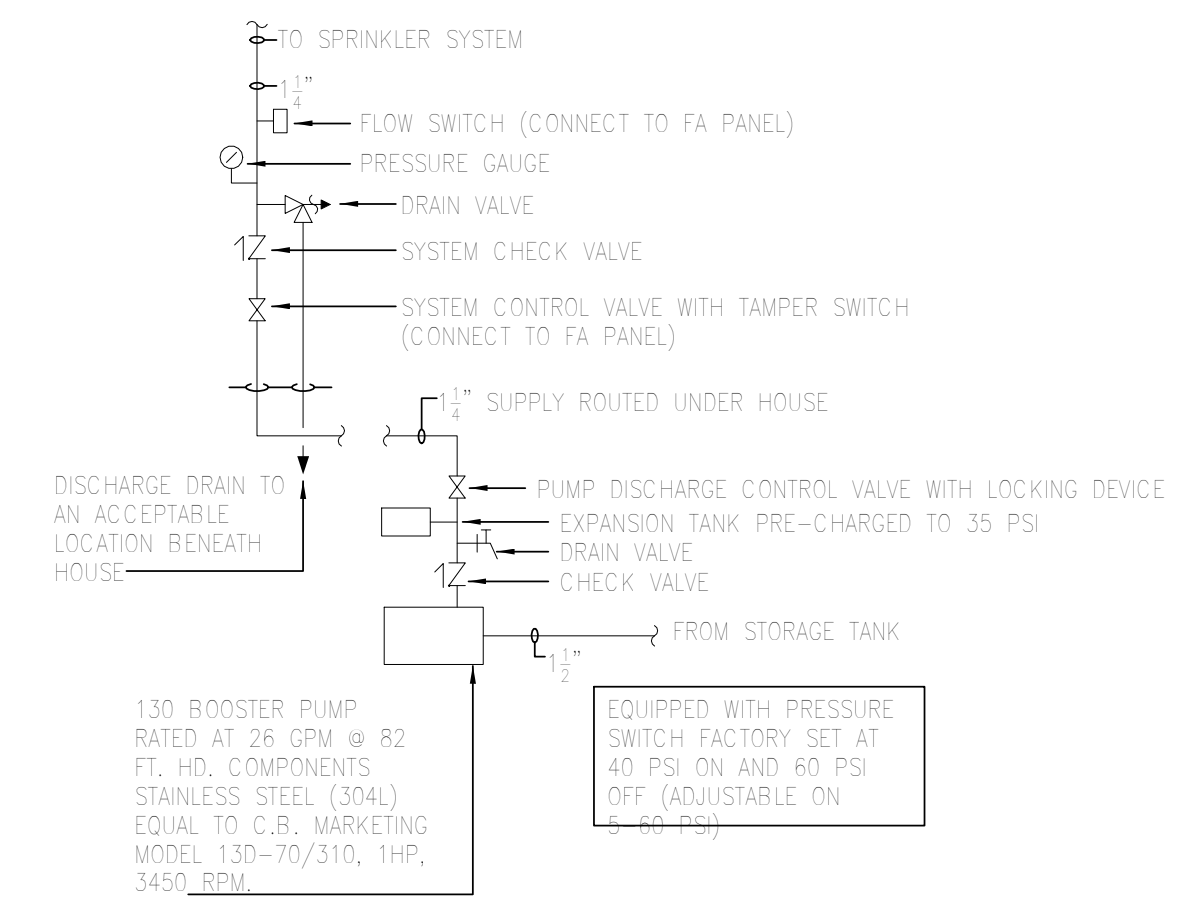 TO SPRINKLER SYSTEM
1 1/4"
FLOW SWITCH (CONNECT TO FA PANEL)
PRESSURE GAUGE
DRAIN VALVE
SYSTEM CHECK VALVE
SYSTEM CONTROL VALVE WITH TAMPER SWITCH
(CONNECT TO FA PANEL)
1 1/4" SUPPLY ROUTED UNDER HOUSE
DISCHARGE DRAIN TO
AN ACCEPTABLE
LOCATION BENEATH
HOUSE
PUMP DISCHARGE CONTROL VALVE WITH LOCKING DEVICE
EXPANSION TANK PRE-CHARGED TO 35 PSI
DRAIN VALVE
CHECK VALVE
FROM STORAGE TANK
1 1/2"
130 BOOSTER PUMP
RATED AT 26 GPM @ 82
FT. HD. COMPONENTS
STAINLESS STEEL (304L)
EQUAL TO C.B. MARKETING
MODEL 13D-70/310, 1HP,
3450 RPM.
EQUIPPED WITH PRESSURE
SWITCH FACTORY SET AT
40 PSI ON AND 60 PSI
OFF (ADJUSTABLE ON
5-60 PSI)